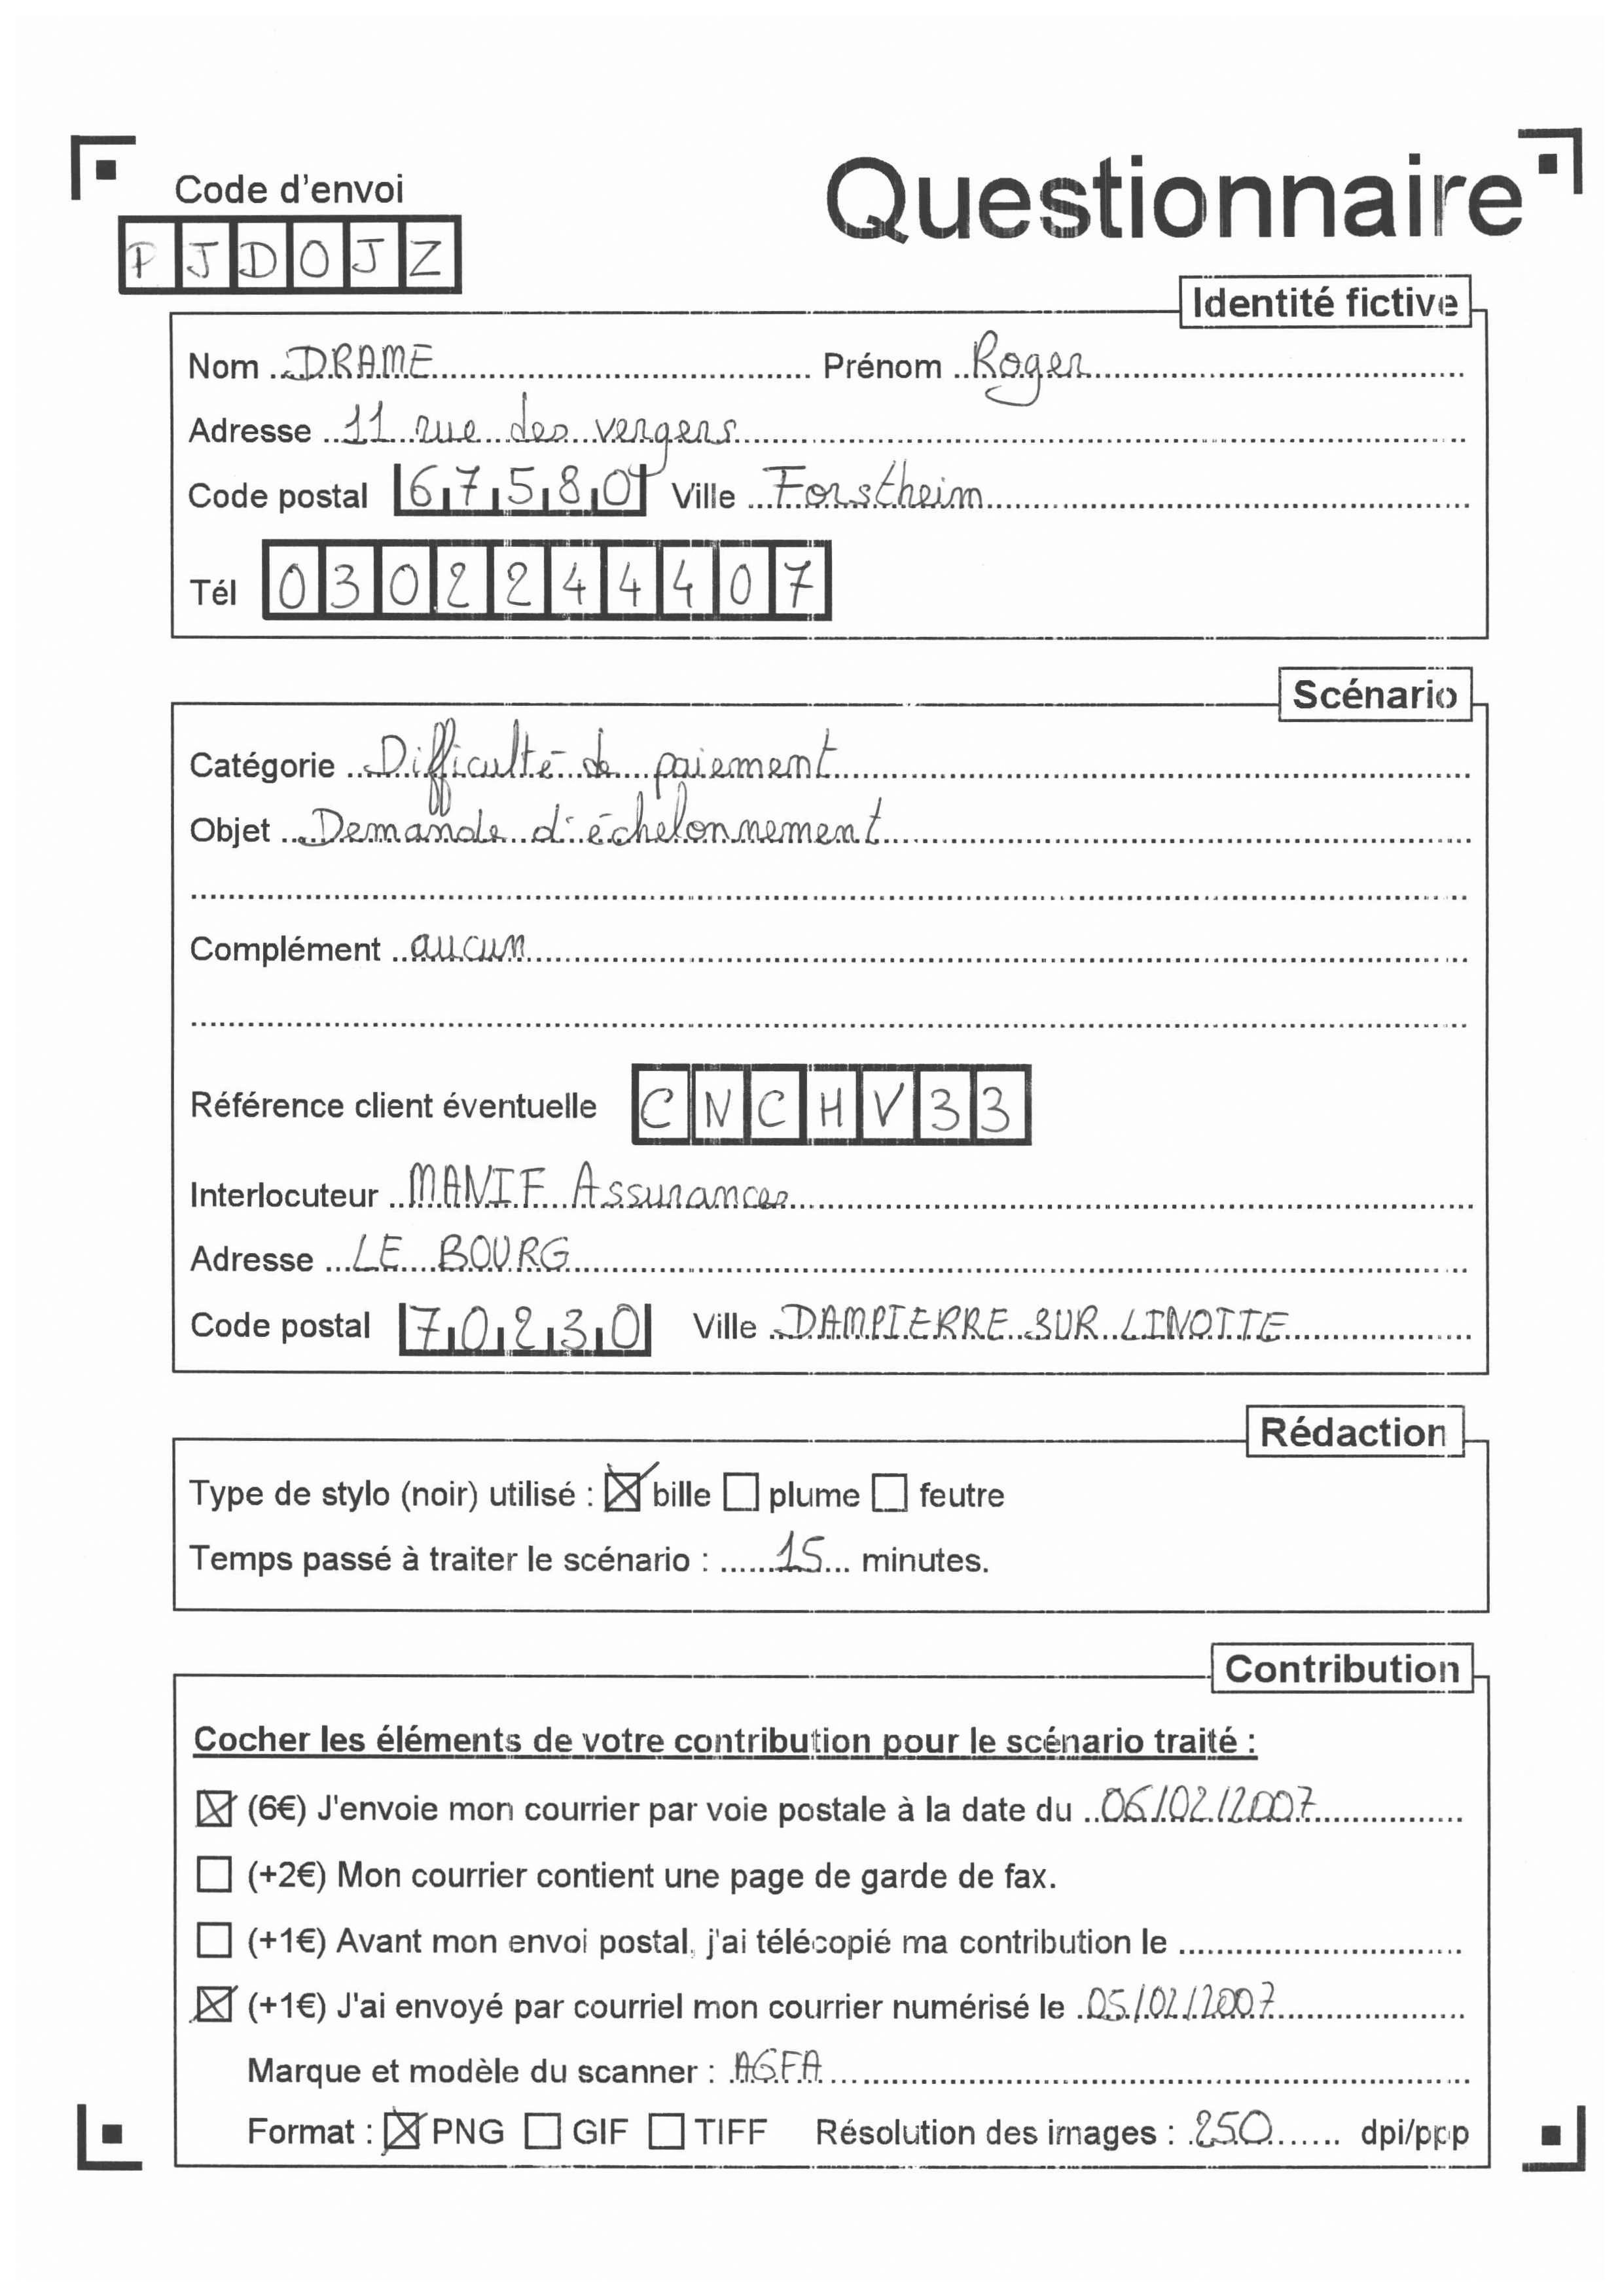 Code d'envoi
Questionnaire
PJDOJZ
Identité fictive
Nom DRAME Prénom Roger
Adresse 11 rue des vergers
Code postal 67580 Ville Forstheim
Tél 0302244407
Scénario
Catégorie Difficulté de paiement
Objet Demande d'échelonnement
Complément aucun
Référence client éventuelle CNCHV33
Interlocuteur MANIF Assurances
Adresse LE BOURG
Code postal 70230 Ville DAMPIERRE SUR LINOTTE
Rédaction
Type de stylo (noir) utilisé : ☒ bille ☐ plume ☐ feutre
Temps passé à traiter le scénario : 15 minutes.
Contribution
Cocher les éléments de votre contribution pour le scénario traité :
☒ (6€) J'envoie mon courrier par voie postale à la date du 06/02/2007
☐ (+2€) Mon courrier contient une page de garde de fax.
☐ (+1€) Avant mon envoi postal, j'ai télécopié ma contribution le
☒ (+1€) J'ai envoyé par courriel mon courrier numérisé le 05/02/2007
Marque et modèle du scanner : AGFA
Format : ☒ PNG ☐ GIF ☐ TIFF Résolution des images : 250 dpi/ppp